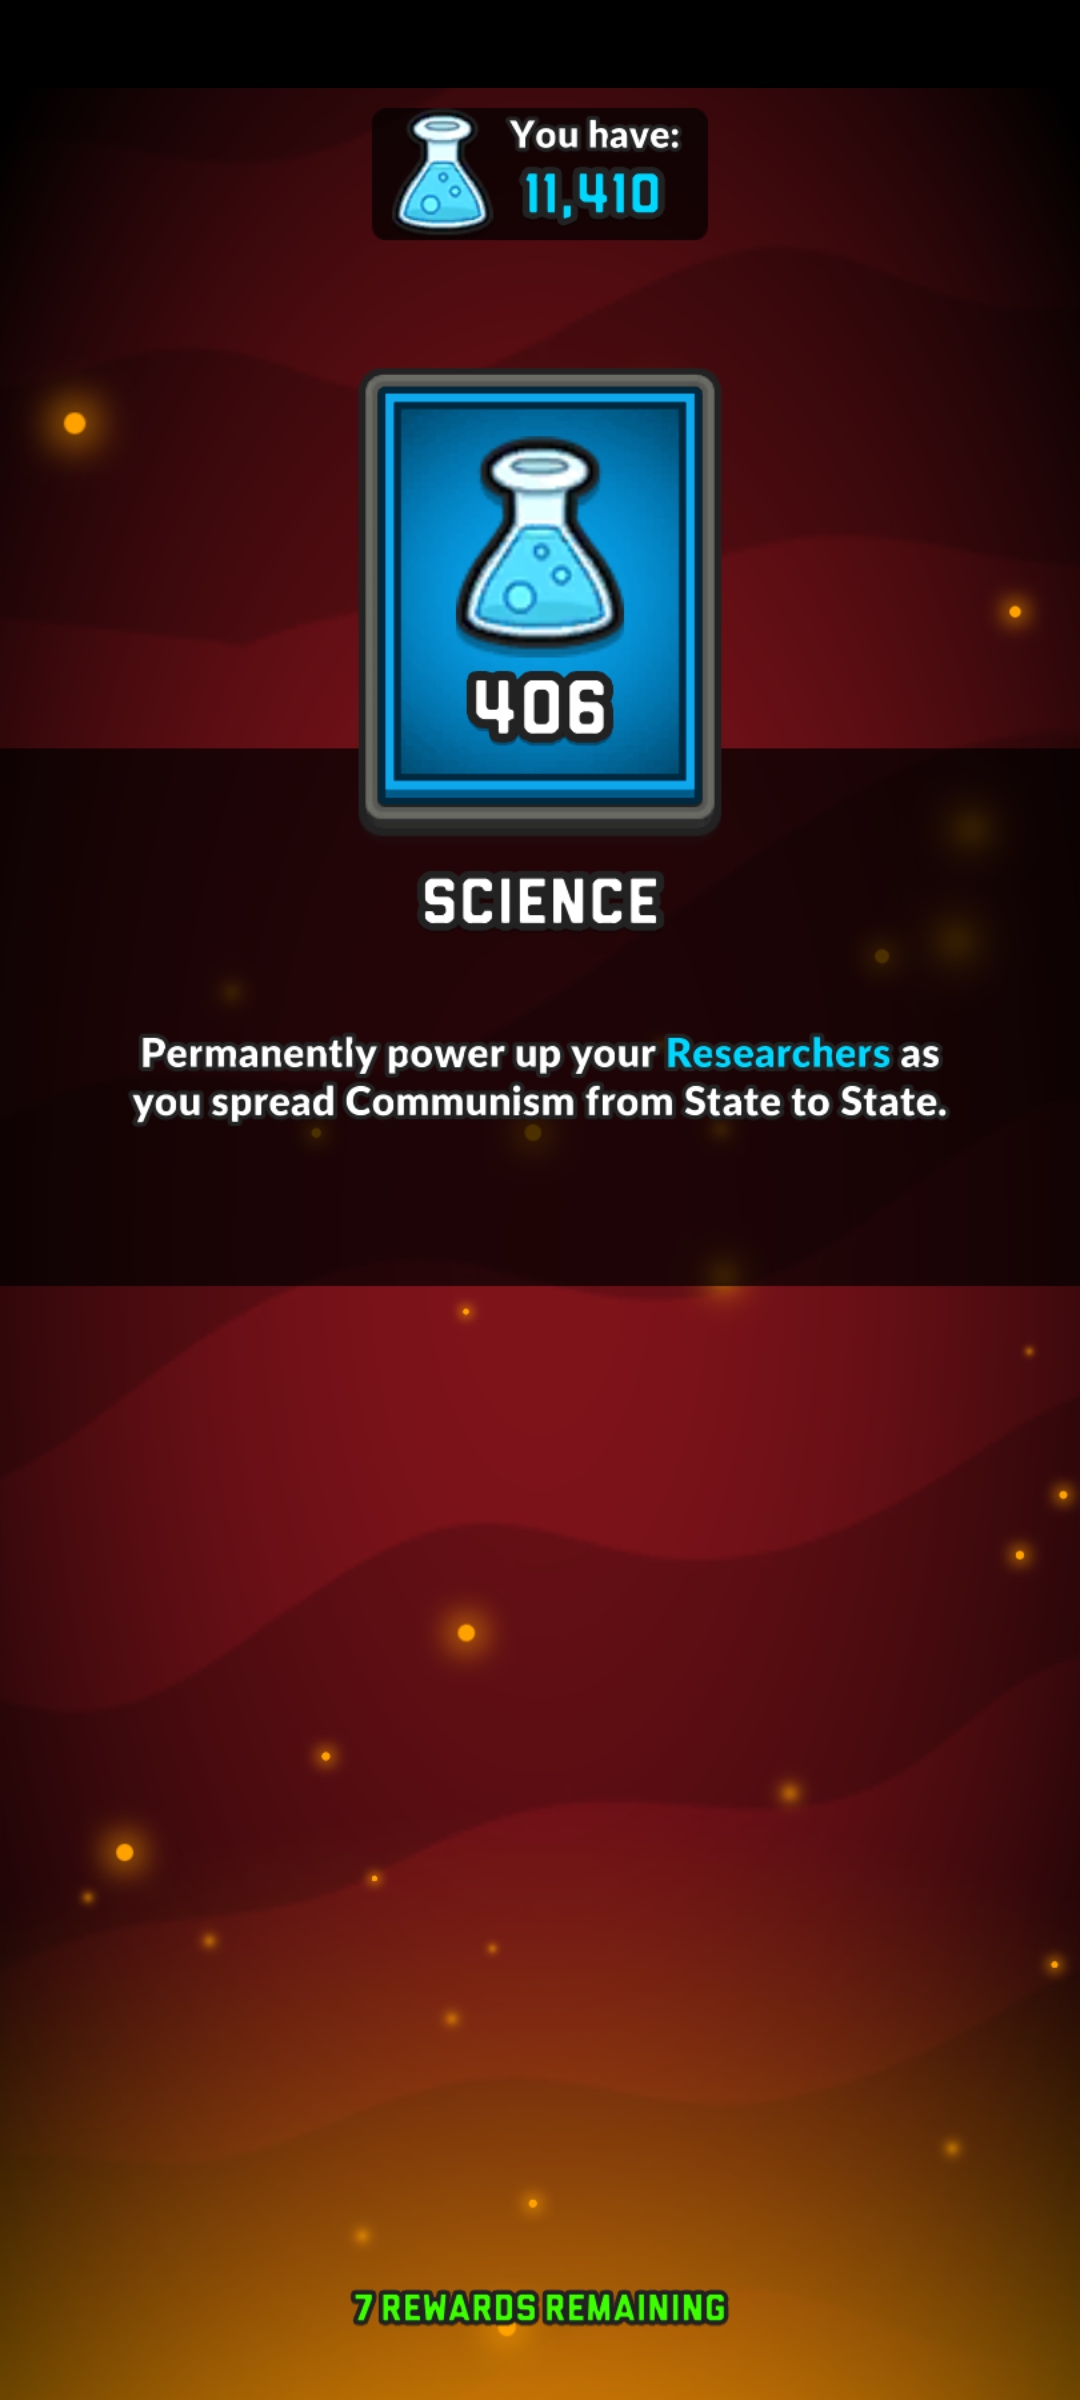 You have:
11,410
406
SCIENCE
Permanently power up your Researchers as
you spread Communism from State to State.
7 REWARDS REMAINING